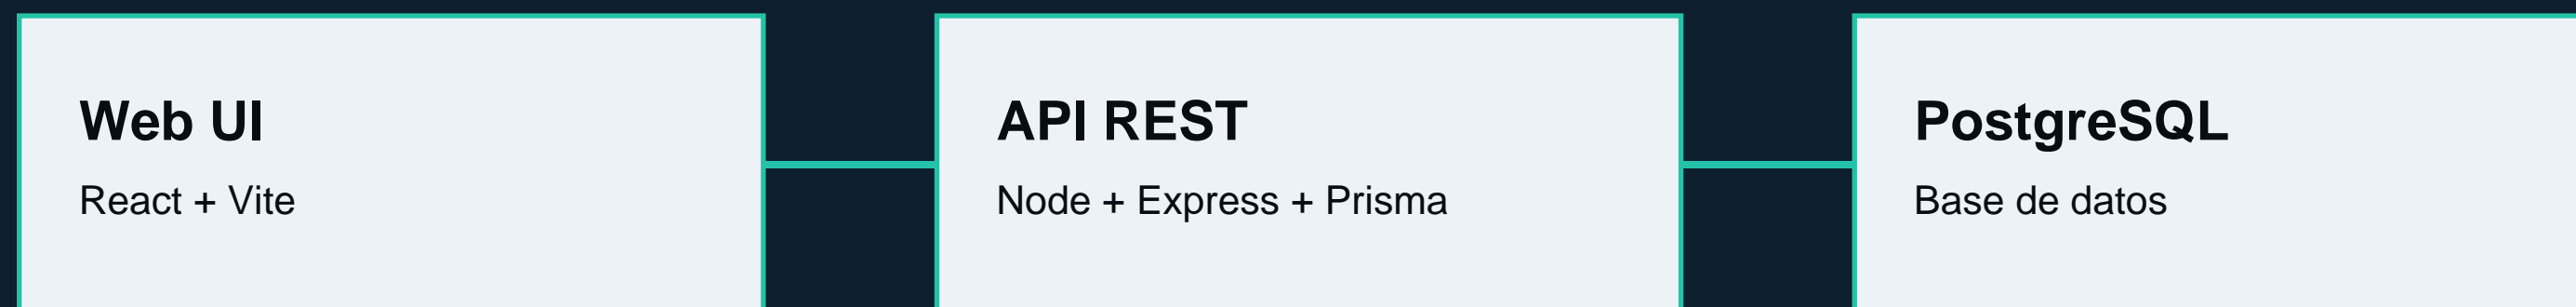 Web UI
React + Vite
API REST
Node + Express + Prisma
PostgreSQL
Base de datos